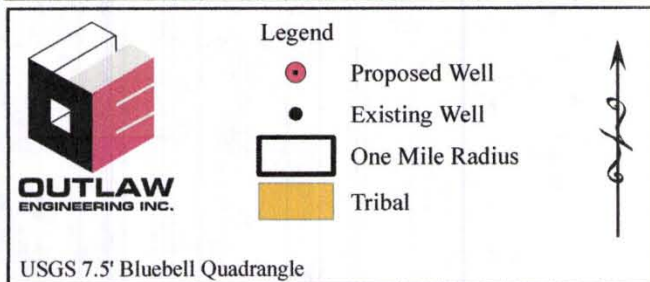 Legend
Proposed Well
Existing Well
One Mile Radius
Tribal
OUTLAW
ENGINEERING INC.
USGS 7.5' Bluebell Quadrangle